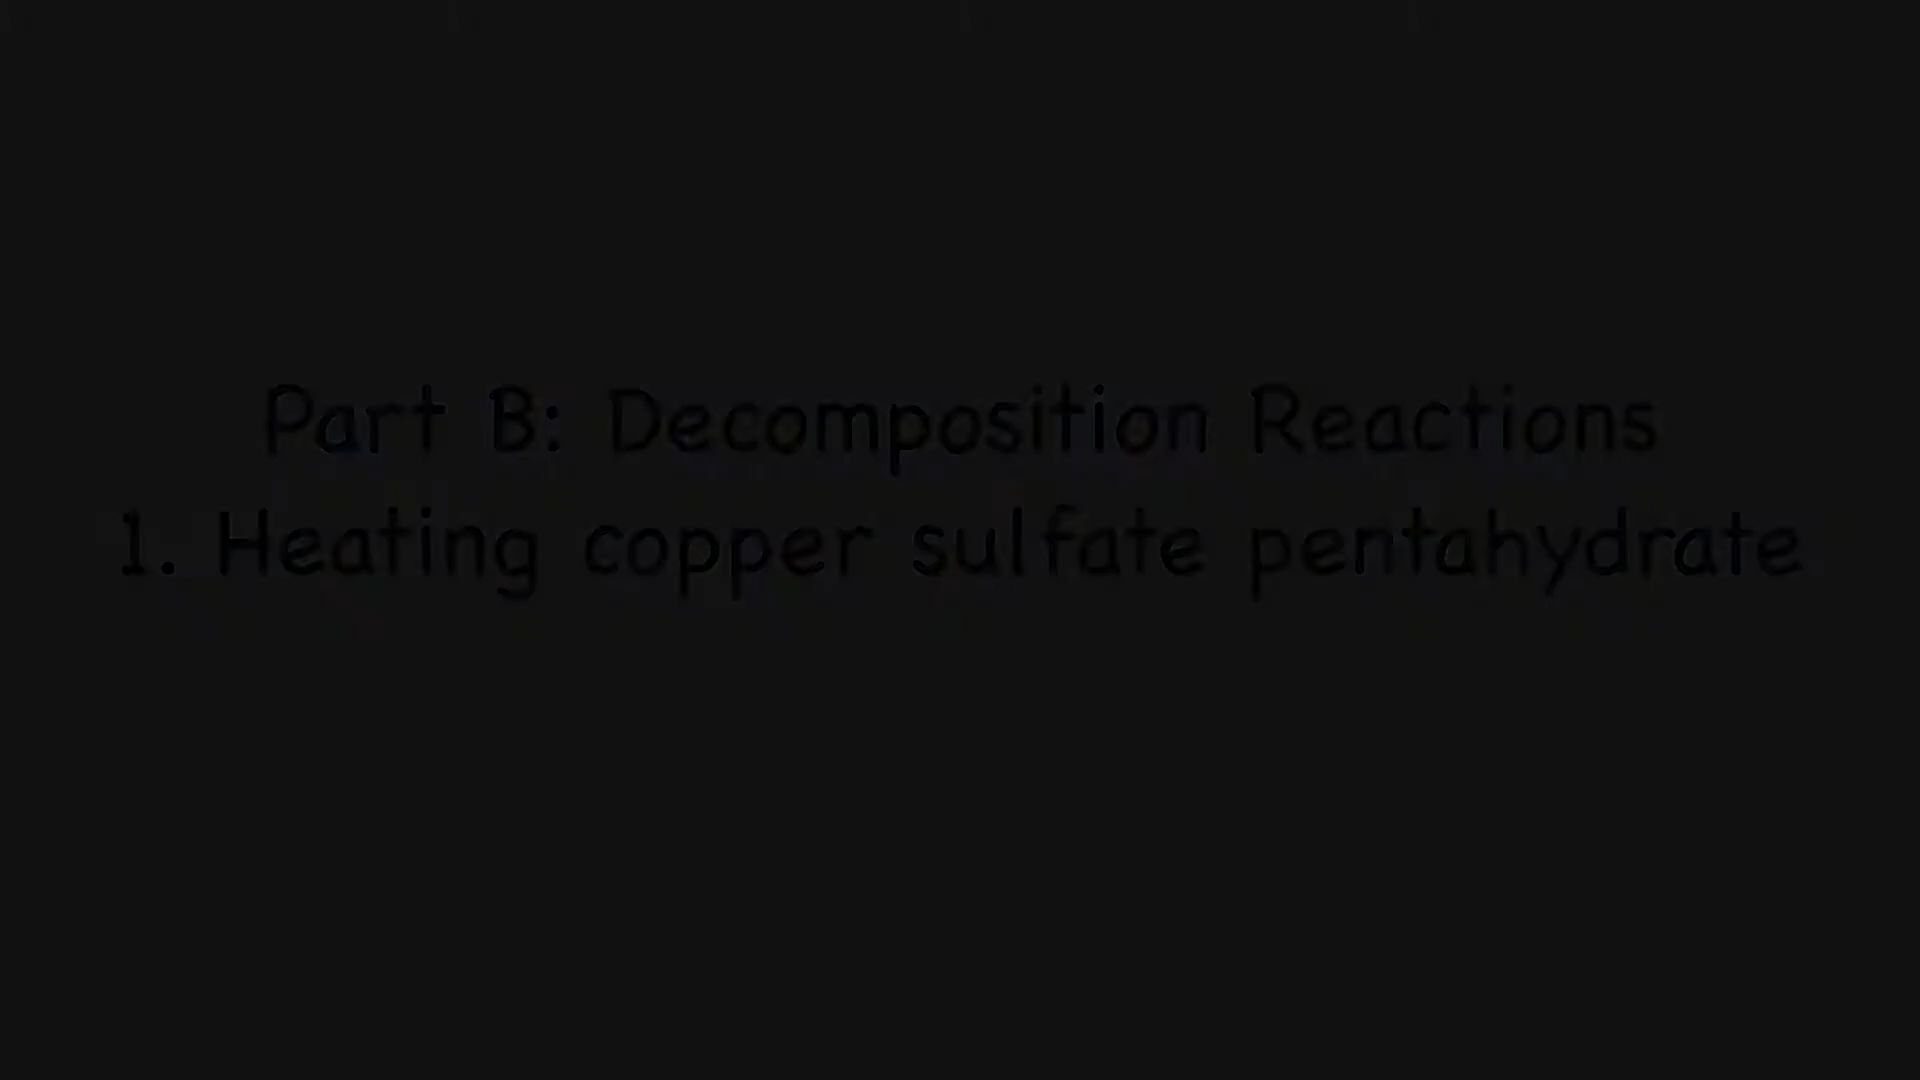 Part B: Decomposition Reactions
1. Heating copper sulfate pentahydrate